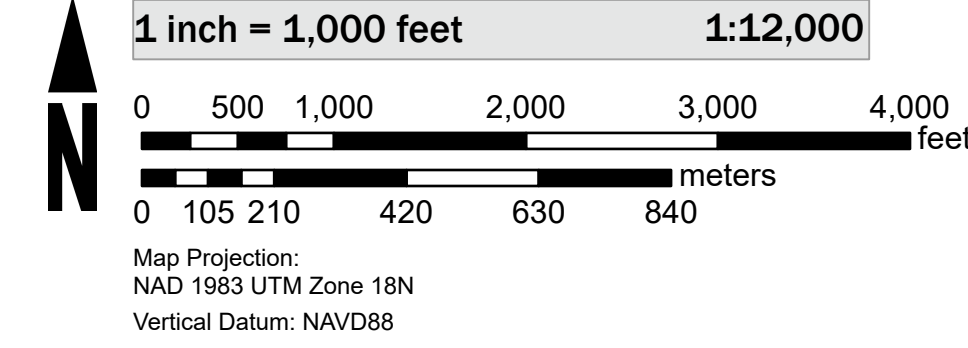 1 inch = 1,000 feet 1:12,000
0 500 1,000 2,000 3,000 4,000
feet
meters
0 105 210 420 630 840
N
Map Projection:
NAD 1983 UTM Zone 18N
Vertical Datum: NAVD88